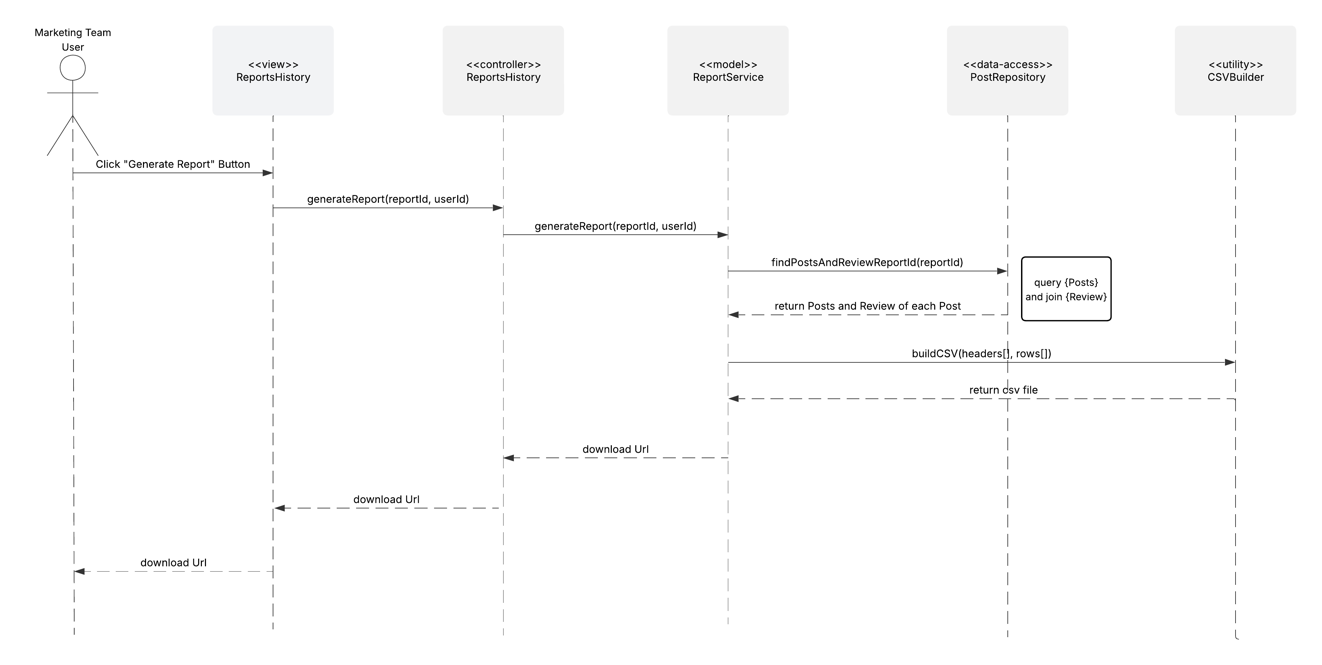 Marketing Team
User
<<view>>
ReportsHistory
<<controller>>
ReportsHistory
<<model>>
ReportService
<<data-access>>
PostRepository
<<utility>>
CSVBuilder
Click "Generate Report" Button
generateReport(reportId, userId)
generateReport(reportId, userId)
findPostsAndReviewReportId(reportId)
query {Posts}
and join {Review}
return Posts and Review of each Post
buildCSV(headers[], rows[])
return csv file
download Url
download Url
download Url